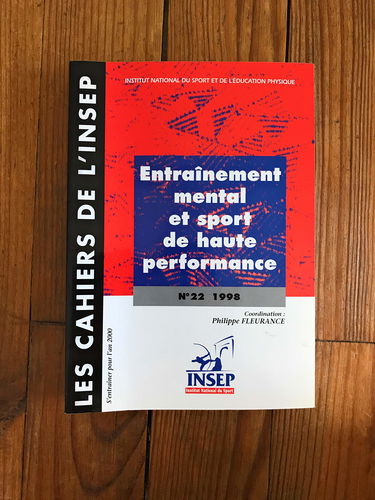 LES CAHIERS DE L'INSEP
INSTITUT NATIONAL DU SPORT ET DE L'ÉDUCATION PHYSIQUE
Entraînement
mental
et sport
de haute
performance
N°22 1998
Coordination :
Philippe FLEURANCE
S'entraîner pour l'an 2000
INSEP
Institut National du Sport